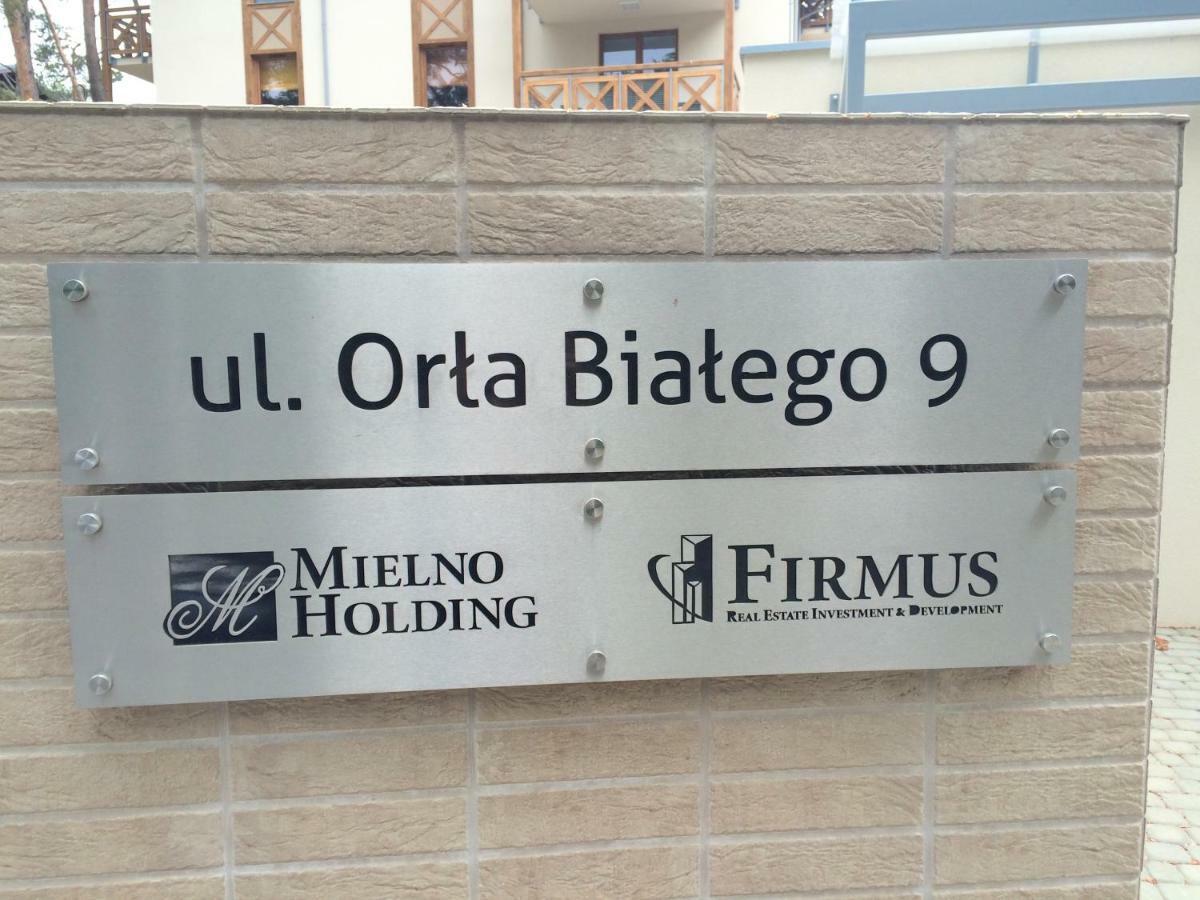 ul. Orła Białego 9
M MIELNO
HOLDING
FIRMUS
REAL ESTATE INVESTMENT & DEVELOPMENT